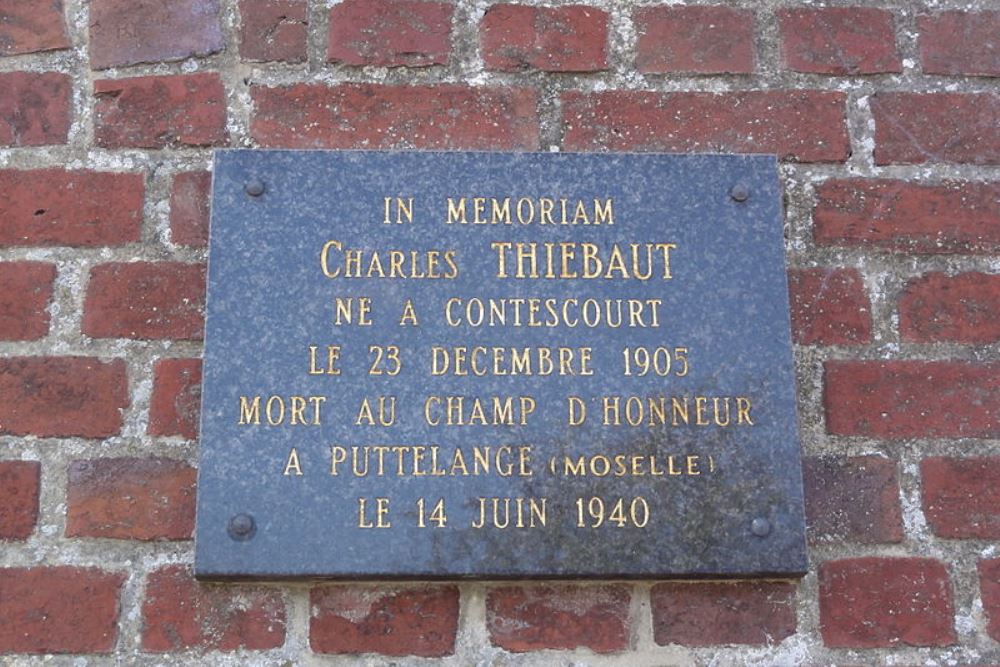 IN MEMORIAM
CHARLES THIEBAUT
NE A CONTESCOURT
LE 23 DECEMBRE 1905
MORT AU CHAMP D'HONNEUR
A PUTTELANGE (MOSELLE)
LE 14 JUIN 1940